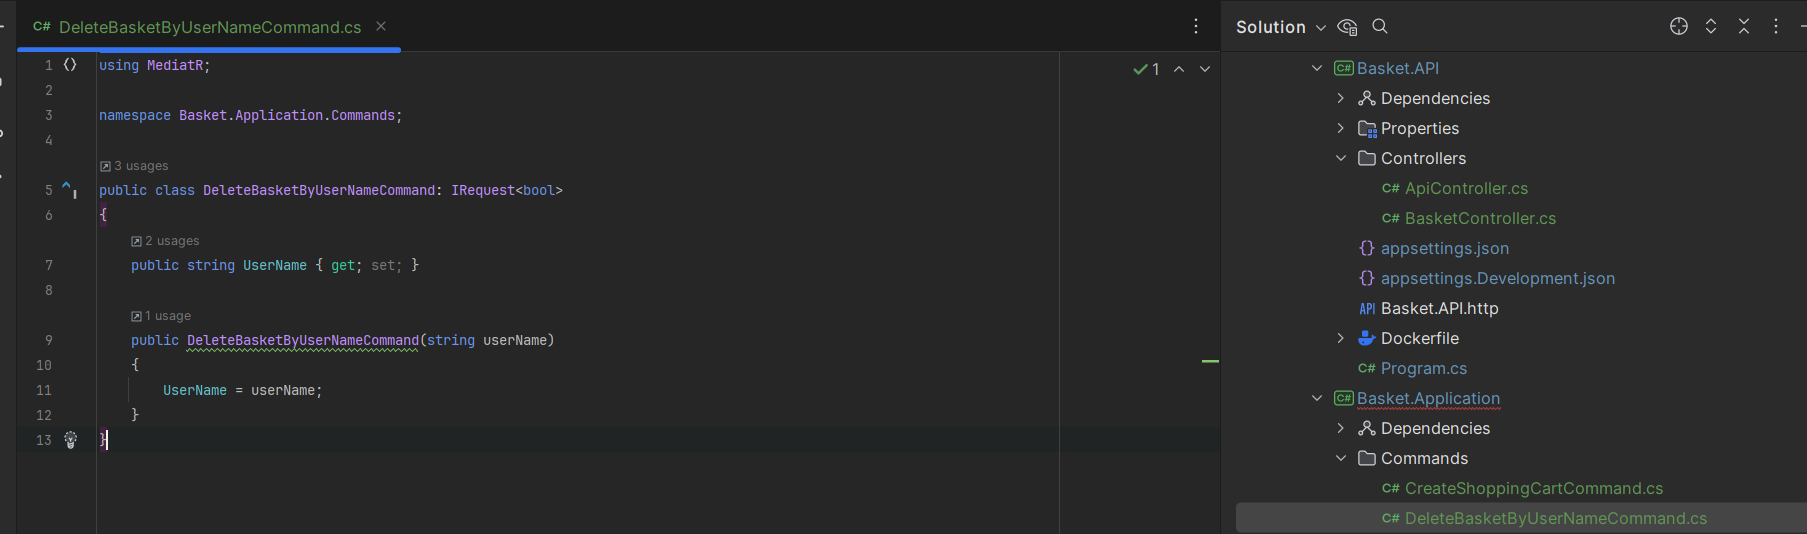 C# DeleteBasketByUserNameCommand.cs
Solution
1 using MediatR;
1
2
3 namespace Basket.Application.Commands;
4
3 usages
5 public class DeleteBasketByUserNameCommand: IRequest<bool>
6 {
2 usages
7 public string UserName { get; set; }
8
1 usage
9 public DeleteBasketByUserNameCommand(string userName)
10 {
11 UserName = userName;
12 }
13 }
C# Basket.API
Dependencies
Properties
Controllers
C# ApiController.cs
C# BasketController.cs
{} appsettings.json
{} appsettings.Development.json
API Basket.API.http
Dockerfile
C# Program.cs
C# Basket.Application
Dependencies
Commands
C# CreateShoppingCartCommand.cs
C# DeleteBasketByUserNameCommand.cs